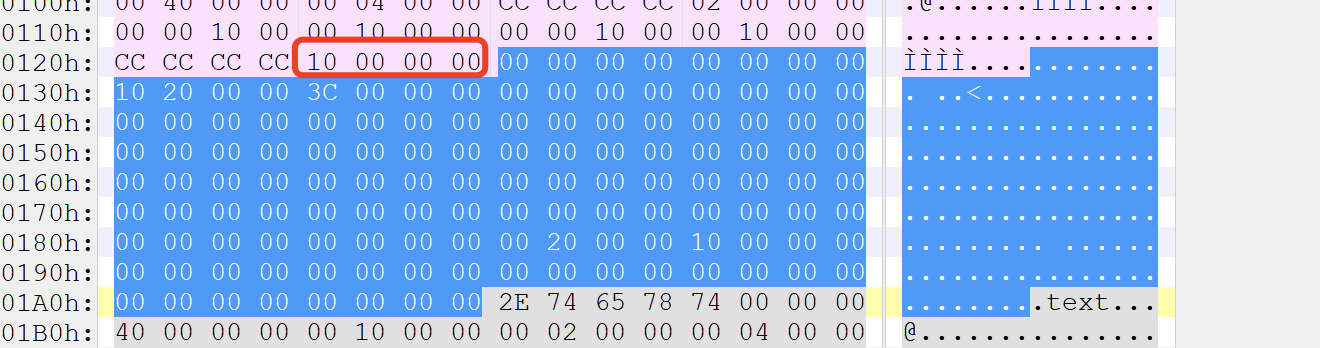 0100h: 00 40 00 00 00 04 00 00 CC CC CC CC 02 00 00 00 .@......ÌÌÌÌ....
0110h: 00 00 10 00 00 10 00 00 00 00 10 00 00 10 00 00 ................
0120h: CC CC CC CC 10 00 00 00 00 00 00 00 00 00 00 00 ÌÌÌÌ............
0130h: 10 20 00 00 3C 00 00 00 00 00 00 00 00 00 00 00 . ..<...........
0140h: 00 00 00 00 00 00 00 00 00 00 00 00 00 00 00 00 ................
0150h: 00 00 00 00 00 00 00 00 00 00 00 00 00 00 00 00 ................
0160h: 00 00 00 00 00 00 00 00 00 00 00 00 00 00 00 00 ................
0170h: 00 00 00 00 00 00 00 00 00 00 00 00 00 00 00 00 ................
0180h: 00 00 00 00 00 00 00 00 00 20 00 00 10 00 00 00 ......... ......
0190h: 00 00 00 00 00 00 00 00 00 00 00 00 00 00 00 00 ................
01A0h: 00 00 00 00 00 00 00 00 2E 74 65 78 74 00 00 00 .........text...
01B0h: 40 00 00 00 00 10 00 00 00 02 00 00 00 04 00 00 @...............